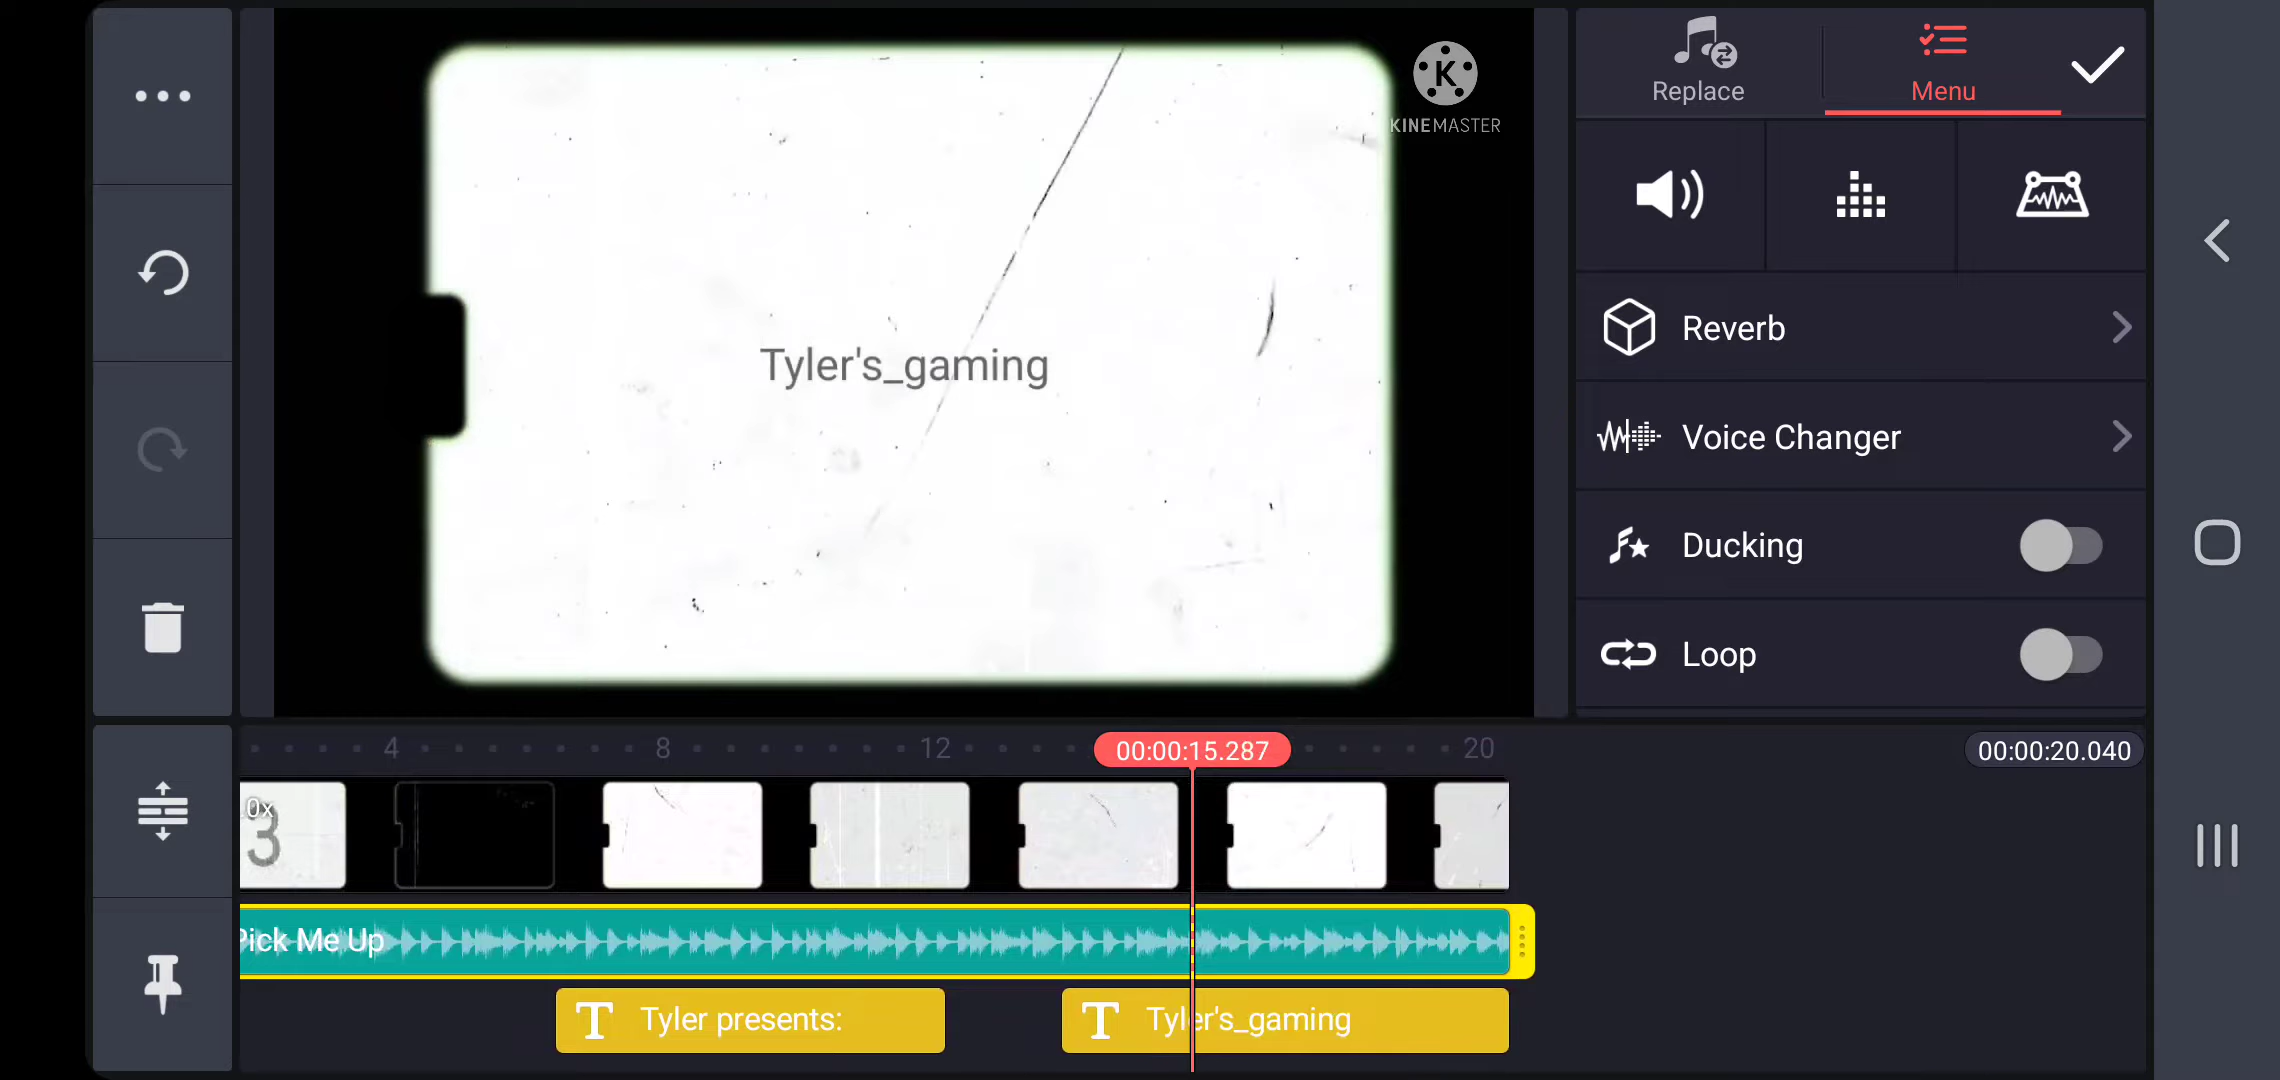 Replace
Menu
K
KINEMASTER
Tyler's_gaming
Reverb
Voice Changer
Ducking
Loop
4
8
12
00:00:15.287
20
00:00:20.040
0x
3
Pick Me Up
T Tyler presents:
T Tyler's_gaming